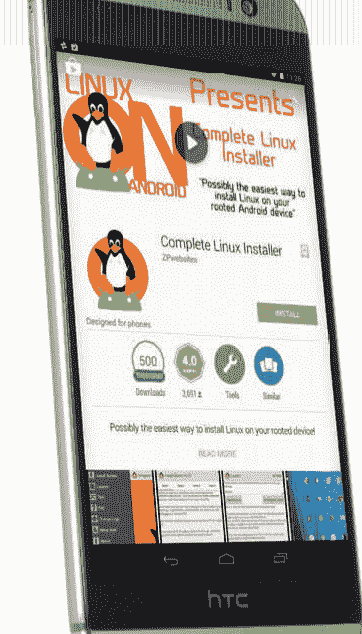 LINUX
ON
ANDROID
Presents
Complete Linux
Installer
"Possibly the easiest way to
install Linux on your
rooted Android device"
Complete Linux Installer
ZPwebsites
INSTALL
Designed for phones
500
4.0
Downloads
Tools
Similar
Possibly the easiest way to install Linux on your rooted device!
READ MORE
hTC